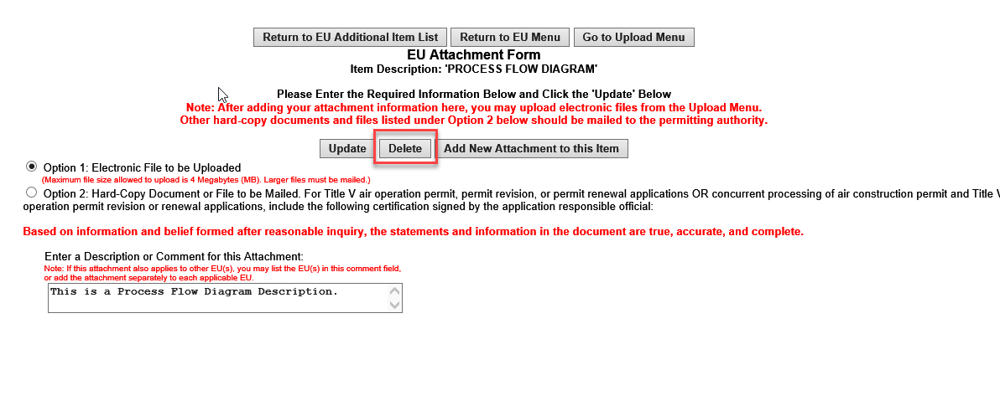 Return to EU Additional Item List Return to EU Menu Go to Upload Menu
EU Attachment Form
Item Description: 'PROCESS FLOW DIAGRAM'
Please Enter the Required Information Below and Click the 'Update' Below
Note: After adding your attachment information here, you may upload electronic files from the Upload Menu.
Other hard-copy documents and files listed under Option 2 below should be mailed to the permitting authority.
Update Delete Add New Attachment to this Item
Option 1: Electronic File to be Uploaded
(Maximum file size allowed to upload is 4 Megabytes (MB). Larger files must be mailed.)
Option 2: Hard-Copy Document or File to be Mailed. For Title V air operation permit, permit revision, or permit renewal applications OR concurrent processing of air construction permit and Title V
operation permit revision or renewal applications, include the following certification signed by the application responsible official:
Based on information and belief formed after reasonable inquiry, the statements and information in the document are true, accurate, and complete.
Enter a Description or Comment for this Attachment:
Note: If this attachment also applies to other EU(s), you may list the EU(s) in this comment field,
or add the attachment separately to each applicable EU.
This is a Process Flow Diagram Description.